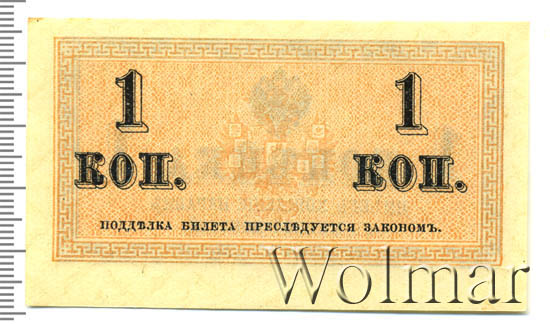 1 1
КОП. КОП.
ПОДДѢЛКА БИЛЕТА ПРЕСЛѢДУЕТСЯ ЗАКОНОМЪ.
Wolmar